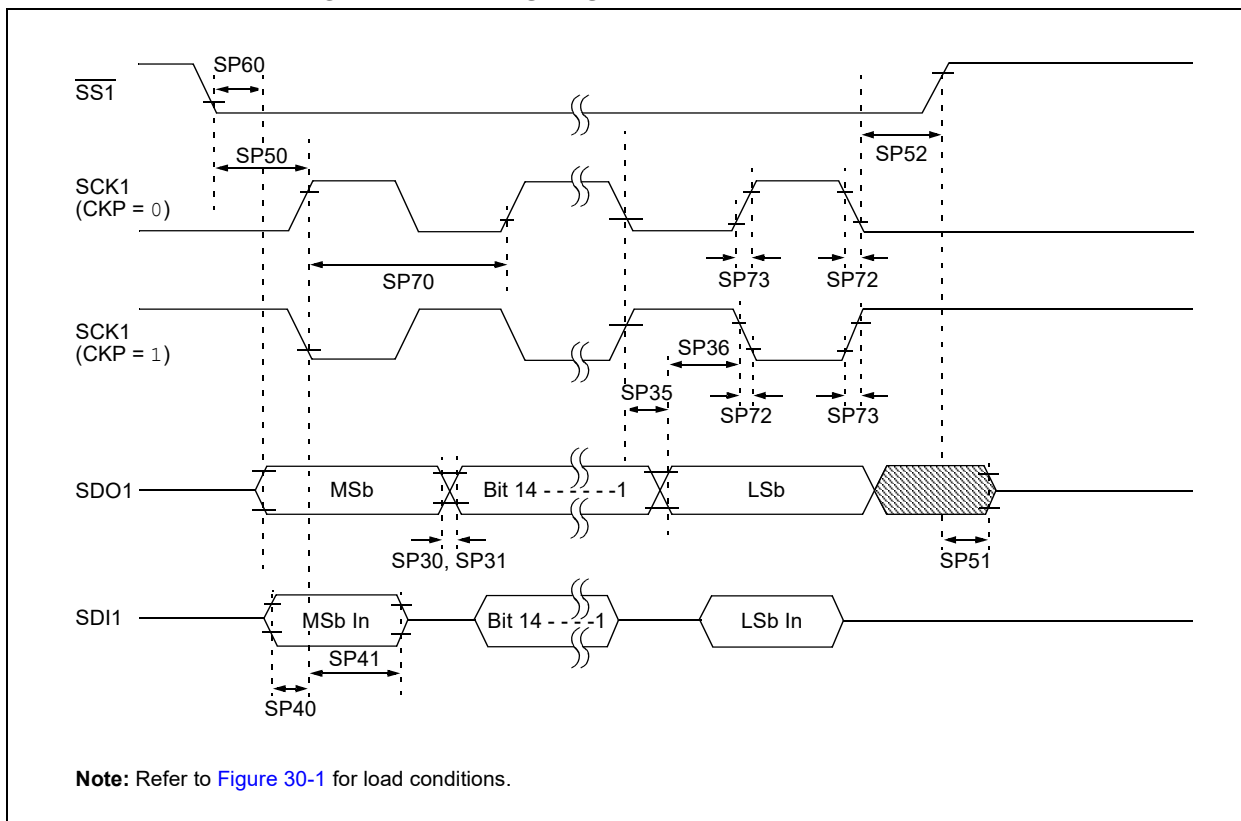 SP60
SS1
SP50
SP52
SCK1
(CKP = 0)
SP70
SP73
SP72
SCK1
(CKP = 1)
SP36
SP35
SP72
SP73
SDO1
MSb
Bit 14 - - - - - -1
LSb
SP30, SP31
SP51
SDI1
MSb In
Bit 14 - - - -1
LSb In
SP41
SP40
Note: Refer to Figure 30-1 for load conditions.